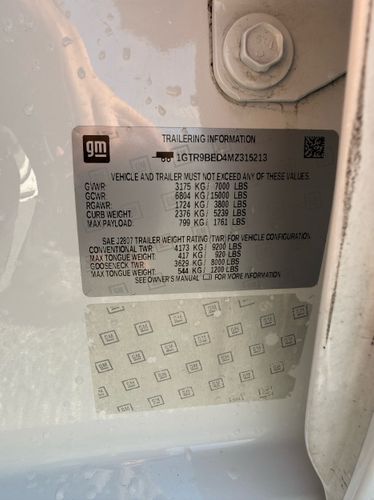 gm
TRAILERING INFORMATION
1GTR9BED4MZ315213
VEHICLE AND TRAILER MUST NOT EXCEED ANY OF THESE WEIGHTS
GVWR: 3175 KG/ 7000 LBS
GCWR: 6804 KG/ 15000 LBS
RGAWR: 1724 KG/ 3800 LBS
CURB WEIGHT: 2376 KG/ 5239 LBS
MAX PAYLOAD: 799 KG/ 1761 LBS
SAE J2807 TRAILER WEIGHT RATING (TWR) FOR VEHICLE CONFIGURATION
CONVENTIONAL TWR: 4173 KG/ 9200 LBS
MAX TONGUE WEIGHT: 417 KG/ 920 LBS
GOOSENECK TWR: 3629 KG/ 8000 LBS
MAX TONGUE WEIGHT: 544 KG/ 1200 LBS
SEE OWNER'S MANUAL FOR MORE INFORMATION